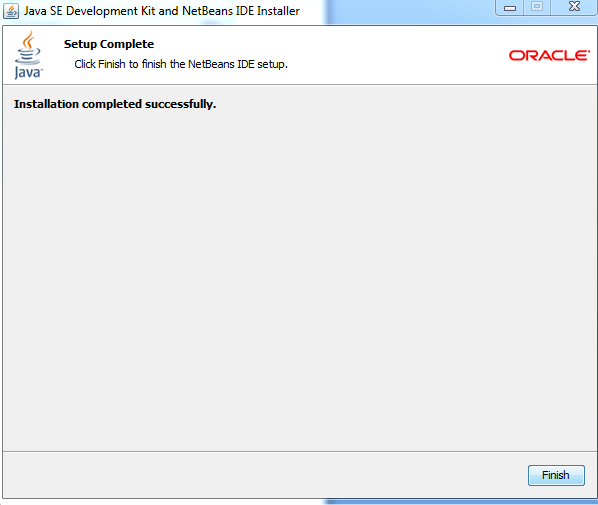 Java SE Development Kit and NetBeans IDE Installer
Setup Complete
Click Finish to finish the NetBeans IDE setup.
Java™
ORACLE®
Installation completed successfully.
Finish